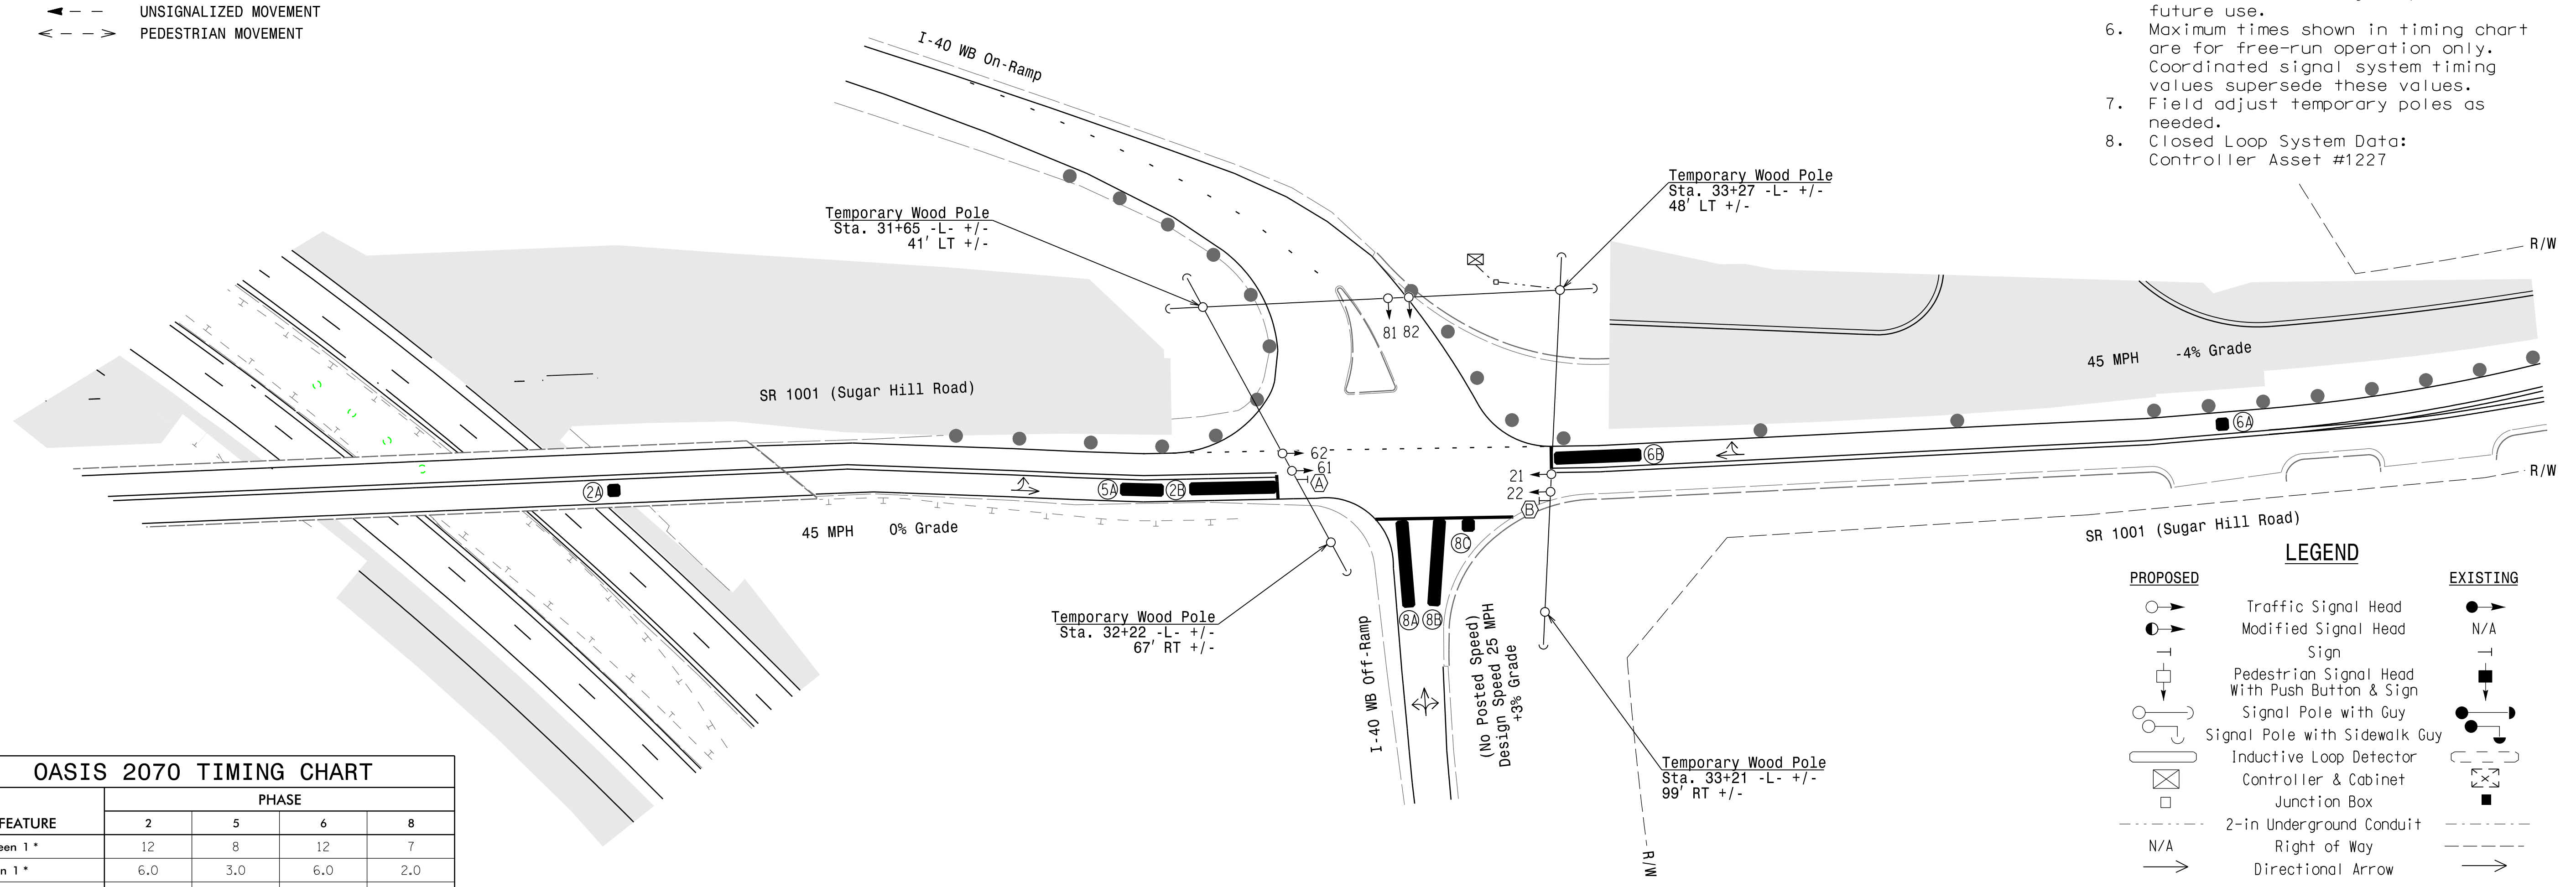 UNSIGNALIZED MOVEMENT
PEDESTRIAN MOVEMENT
future use.
6. Maximum times shown in timing chart
are for free-run operation only.
Coordinated signal system timing
values supersede these values.
7. Field adjust temporary poles as
needed.
8. Closed Loop System Data:
Controller Asset #1227
I-40 WB On-Ramp
Temporary Wood Pole
Sta. 33+27 -L- +/-
48' LT +/-
Temporary Wood Pole
Sta. 31+65 -L- +/-
41' LT +/-
R/W
81 82
45 MPH -4% Grade
SR 1001 (Sugar Hill Road)
6A
62
61
A
6B
21
22
B
2A
5A
2B
R/W
45 MPH 0% Grade
SR 1001 (Sugar Hill Road)
8C
8A
8B
Temporary Wood Pole
Sta. 32+22 -L- +/-
67' RT +/-
I-40 WB Off-Ramp
(No Posted Speed)
Design Speed 25 MPH
+3% Grade
Temporary Wood Pole
Sta. 33+21 -L- +/-
99' RT +/-
R/W
LEGEND
PROPOSED EXISTING
Traffic Signal Head
Modified Signal Head N/A
Sign
Pedestrian Signal Head
With Push Button & Sign
Signal Pole with Guy
Signal Pole with Sidewalk Guy
Inductive Loop Detector
Controller & Cabinet
Junction Box
2-in Underground Conduit
N/A Right of Way
Directional Arrow
OASIS 2070 TIMING CHART
PHASE
FEATURE 2 5 6 8
een 1 * 12 8 12 7
n 1 * 6.0 3.0 6.0 2.0